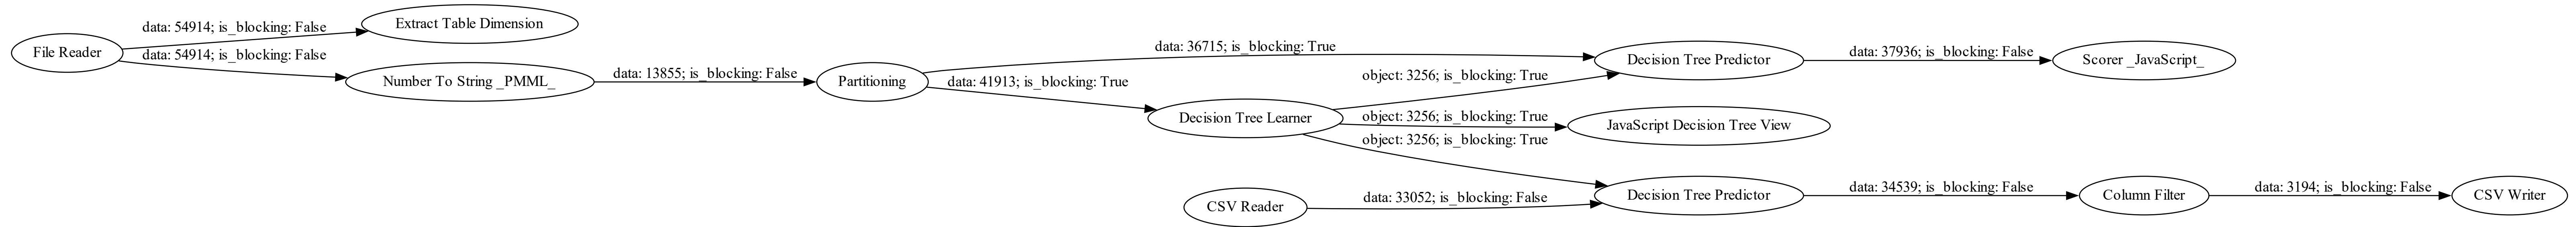 File Reader
data: 54914; is_blocking: False
Extract Table Dimension
data: 54914; is_blocking: False
Number To String _PMML_
data: 13855; is_blocking: False
Partitioning
data: 36715; is_blocking: True
data: 41913; is_blocking: True
Decision Tree Learner
object: 3256; is_blocking: True
Decision Tree Predictor
data: 37936; is_blocking: False
Scorer _JavaScript_
object: 3256; is_blocking: True
JavaScript Decision Tree View
object: 3256; is_blocking: True
CSV Reader
data: 33052; is_blocking: False
Decision Tree Predictor
data: 34539; is_blocking: False
Column Filter
data: 3194; is_blocking: False
CSV Writer